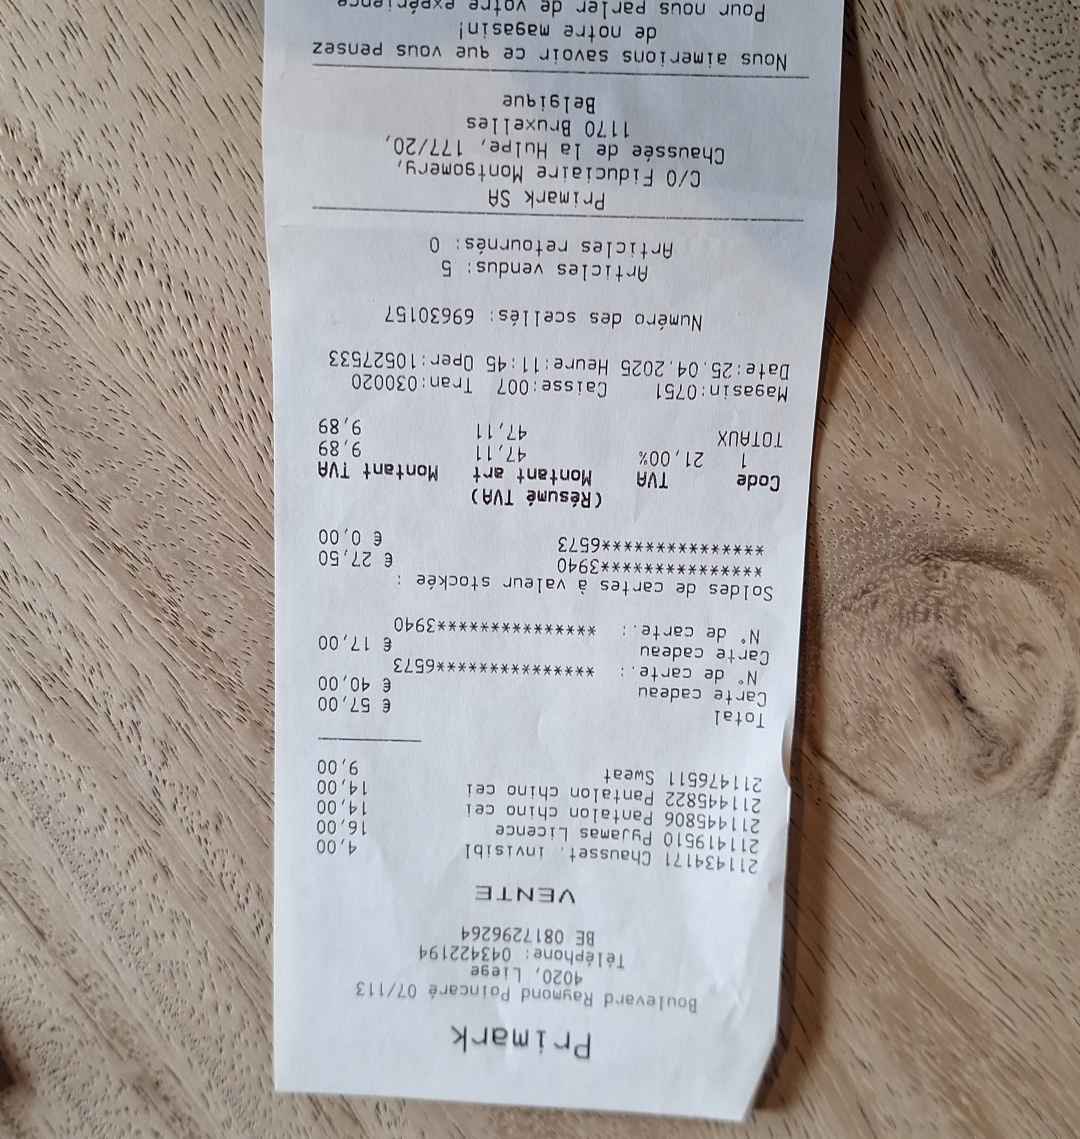 Primark
Boulevard Raymond Poincaré 07/113
4020, Liege
Téléphone: 043422194
BE 0817296264
VENTE
211434171 Chausset. invisibl 4,00
211419510 Pyjamas Licence 16,00
211445806 Pantalon chino cei 14,00
211445822 Pantalon chino cei 14,00
211476511 Sweat 9,00
Total € 57,00
Carte cadeau € 40,00
N° de carte.: ****************6573
Carte cadeau € 17,00
N° de carte.: ****************3940
Soldes de cartes à valeur stockée :
****************3940 € 27,50
****************6573 € 0,00
(Résumé TVA)
Code TVA Montant art Montant TVA
1 21,00% 47,11 9,89
TOTAUX 47,11 9,89
Magasin:0751 Caisse:007 Tran:030020
Date:25.04.2025 Heure:11:45 Oper:10527533
Numéro des scellés: 69630157
Articles vendus: 5
Articles retournés: 0
Primark SA
C/O Fiduciaire Montgomery,
Chaussée de la Hulpe, 177/20,
1170 Bruxelles
Belgique
Nous aimerions savoir ce que vous pensez
de notre magasin!
Pour nous parler de votre expérience